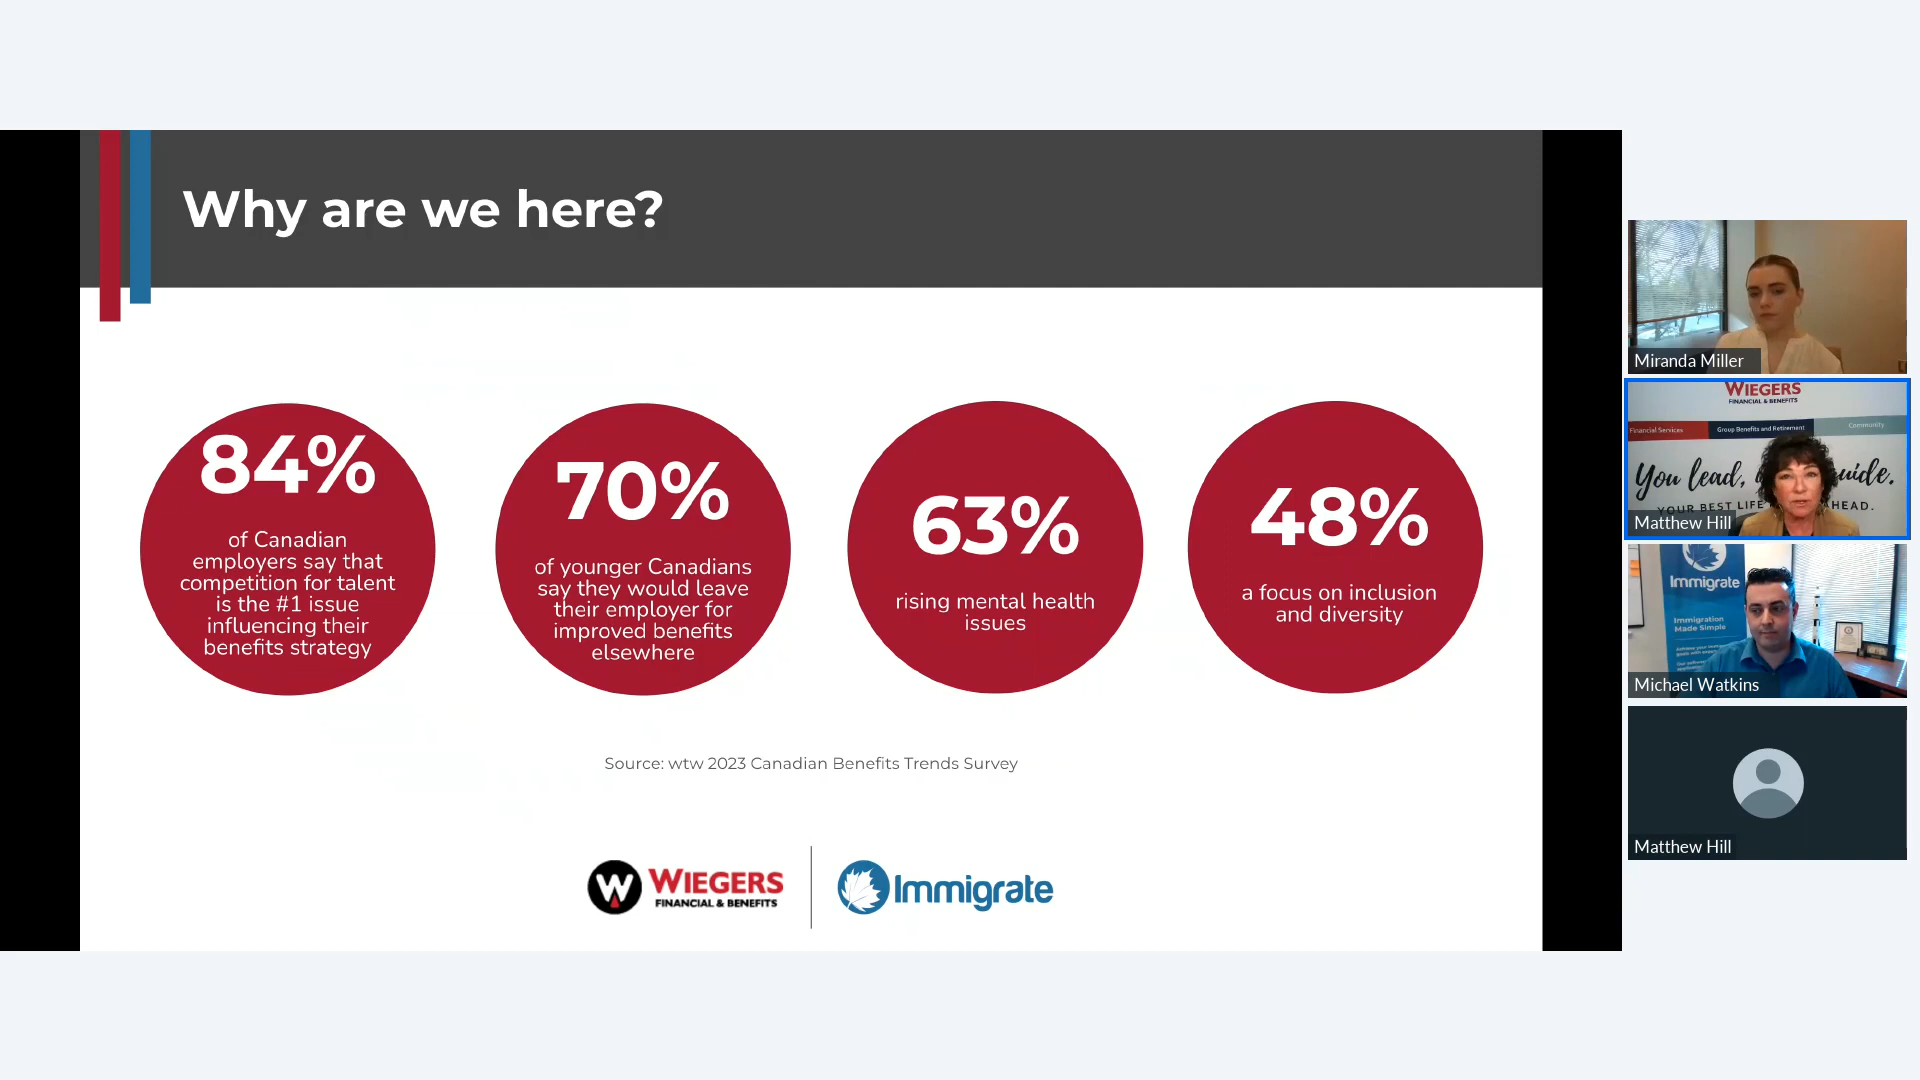 Why are we here?
84%
of Canadian
employers say that
competition for talent
is the #1 issue
influencing their
benefits strategy
70%
of younger Canadians
say they would leave
their employer for
improved benefits
elsewhere
63%
rising mental health
issues
48%
a focus on inclusion
and diversity
Source: wtw 2023 Canadian Benefits Trends Survey
W WIEGERS
FINANCIAL & BENEFITS
Immigrate
Miranda Miller
WIEGERS
FINANCIAL & BENEFITS
Financial Services
Group Benefits and Retirement
Community
You lead,
YOUR BEST LIFE
HEAD.
Matthew Hill
Immigrate
Immigration
Made Simple
Michael Watkins
Matthew Hill